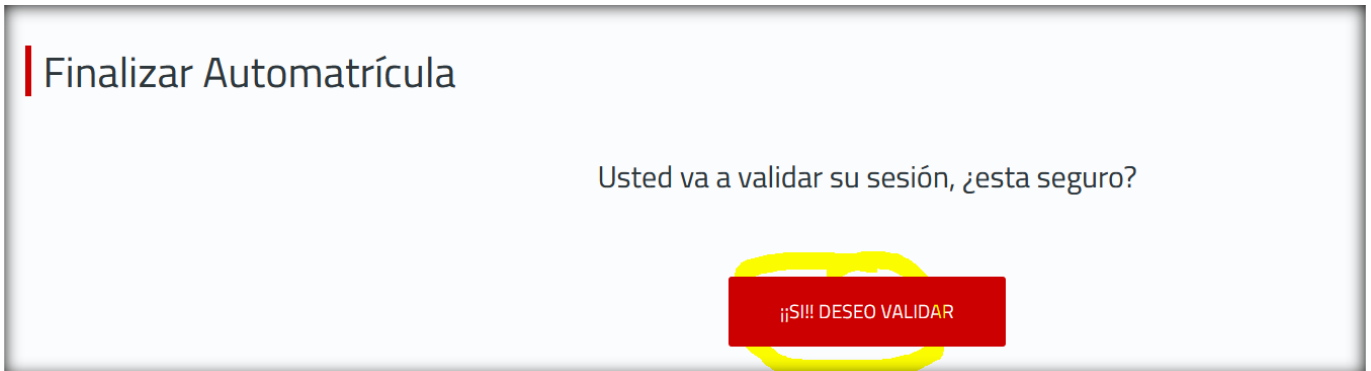 Finalizar Automatrícula
Usted va a validar su sesión, ¿esta seguro?
¡¡SI!! DESEO VALIDAR